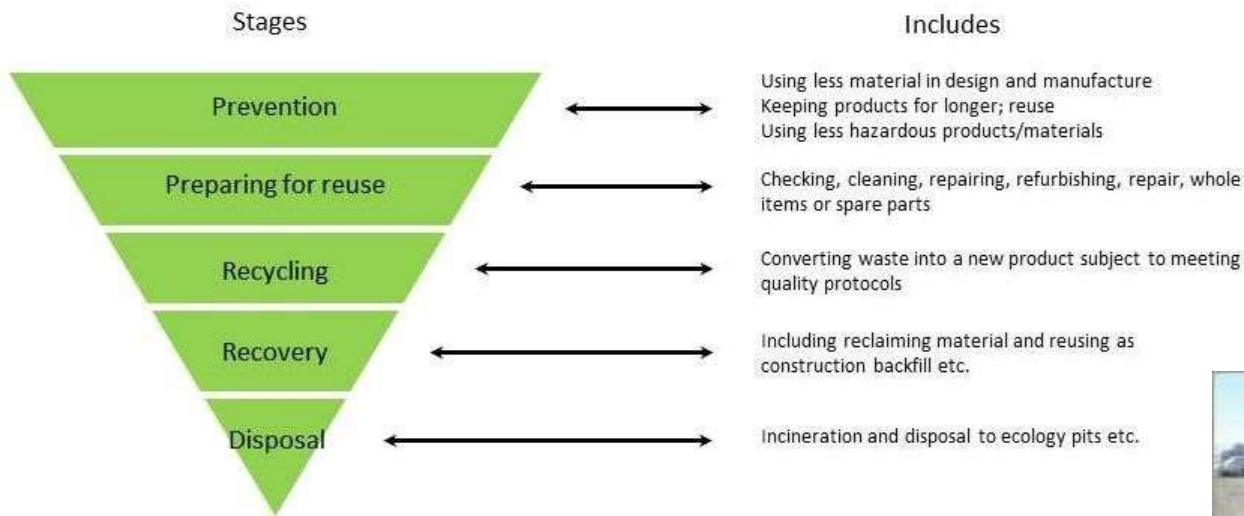 Stages
Includes
Prevention
Using less material in design and manufacture
Keeping products for longer; reuse
Using less hazardous products/materials
Preparing for reuse
Checking, cleaning, repairing, refurbishing, repair, whole
items or spare parts
Recycling
Converting waste into a new product subject to meeting
quality protocols
Recovery
Including reclaiming material and reusing as
construction backfill etc.
Disposal
Incineration and disposal to ecology pits etc.